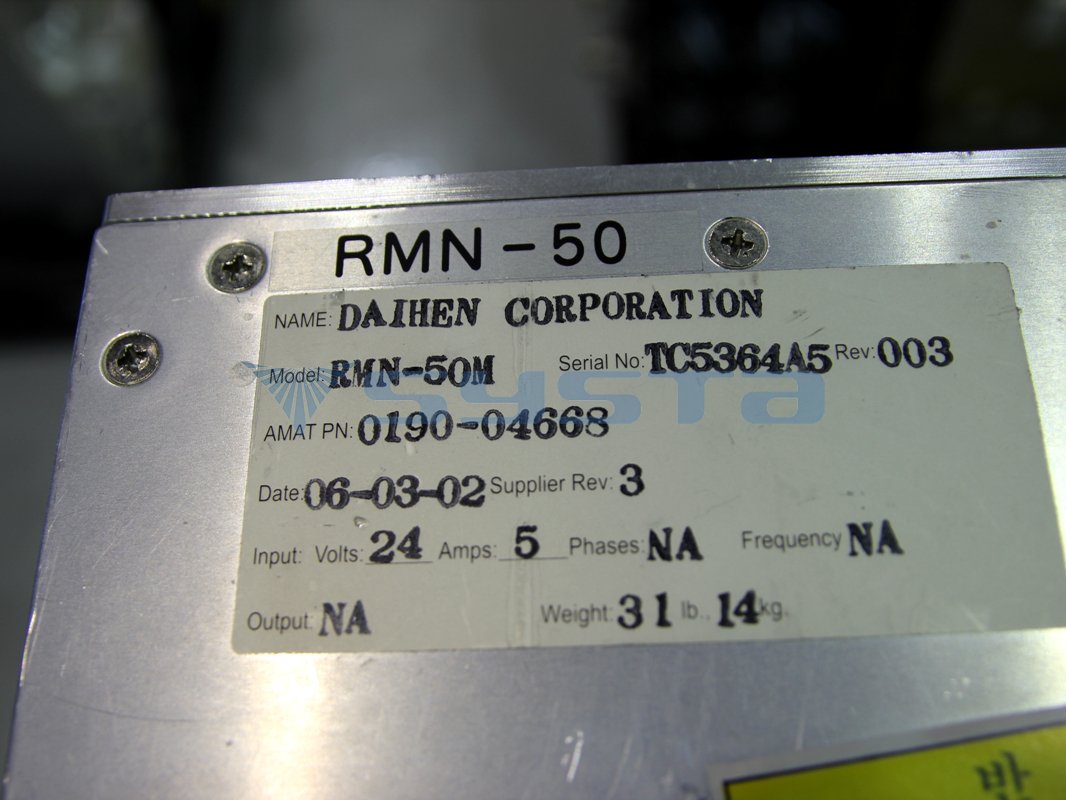 RMN-50
NAME: DAIHEN CORPORATION
Model: RMN-50M Serial No: TC5364A5 Rev: 003
systa
AMAT PN: 0190-04668
Date: 06-03-02 Supplier Rev: 3
Input: Volts: 24 Amps: 5 Phases: NA Frequency NA
Output: NA Weight: 31 lb., 14 kg.